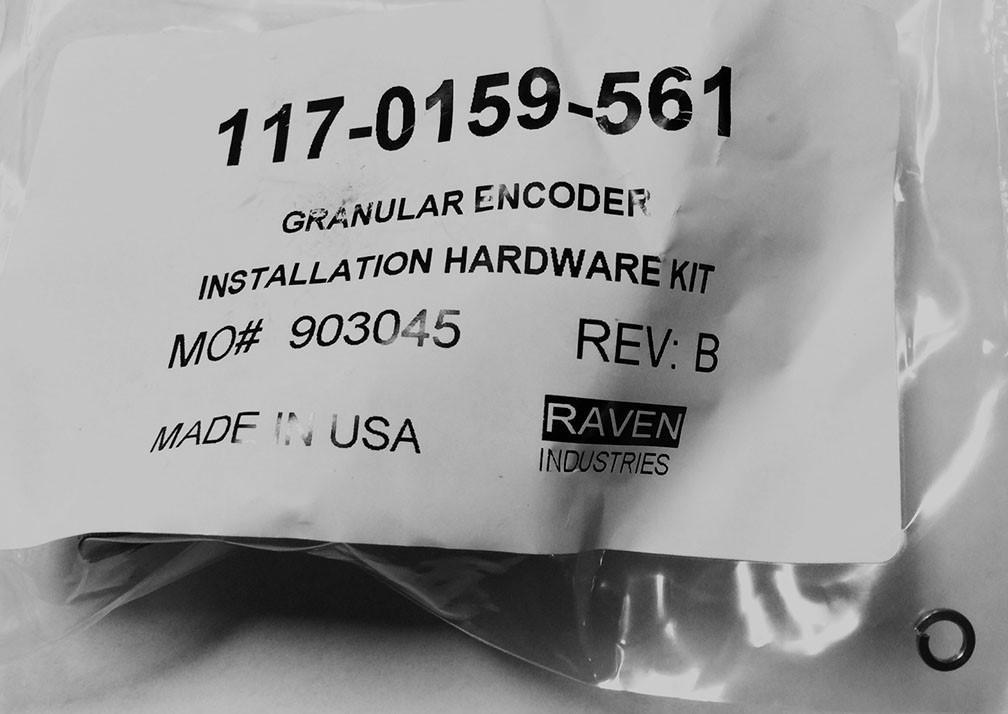 117-0159-561
GRANULAR ENCODER
INSTALLATION HARDWARE KIT
MO# 903045 REV: B
MADE IN USA RAVEN
INDUSTRIES